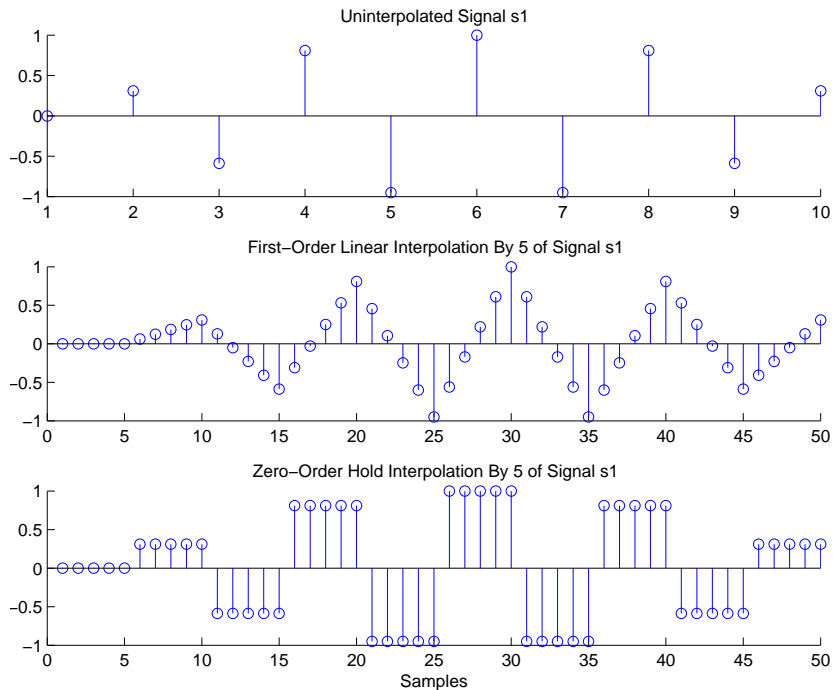 Uninterpolated Signal s1
1
0.5
0
−0.5
−1
1 2 3 4 5 6 7 8 9 10
First−Order Linear Interpolation By 5 of Signal s1
1
0.5
0
−0.5
−1
0 5 10 15 20 25 30 35 40 45 50
Zero−Order Hold Interpolation By 5 of Signal s1
1
0.5
0
−0.5
−1
0 5 10 15 20 25 30 35 40 45 50
Samples